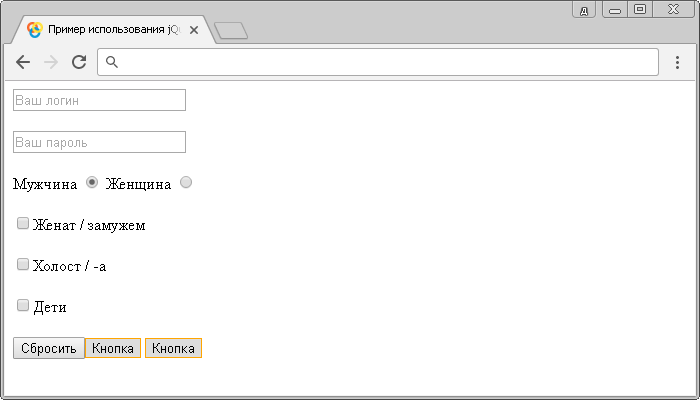 д
Пример использования jQ
Ваш логин
Ваш пароль
Мужчина Женщина
Женат / замужем
Холост / -а
Дети
Сбросить Кнопка Кнопка